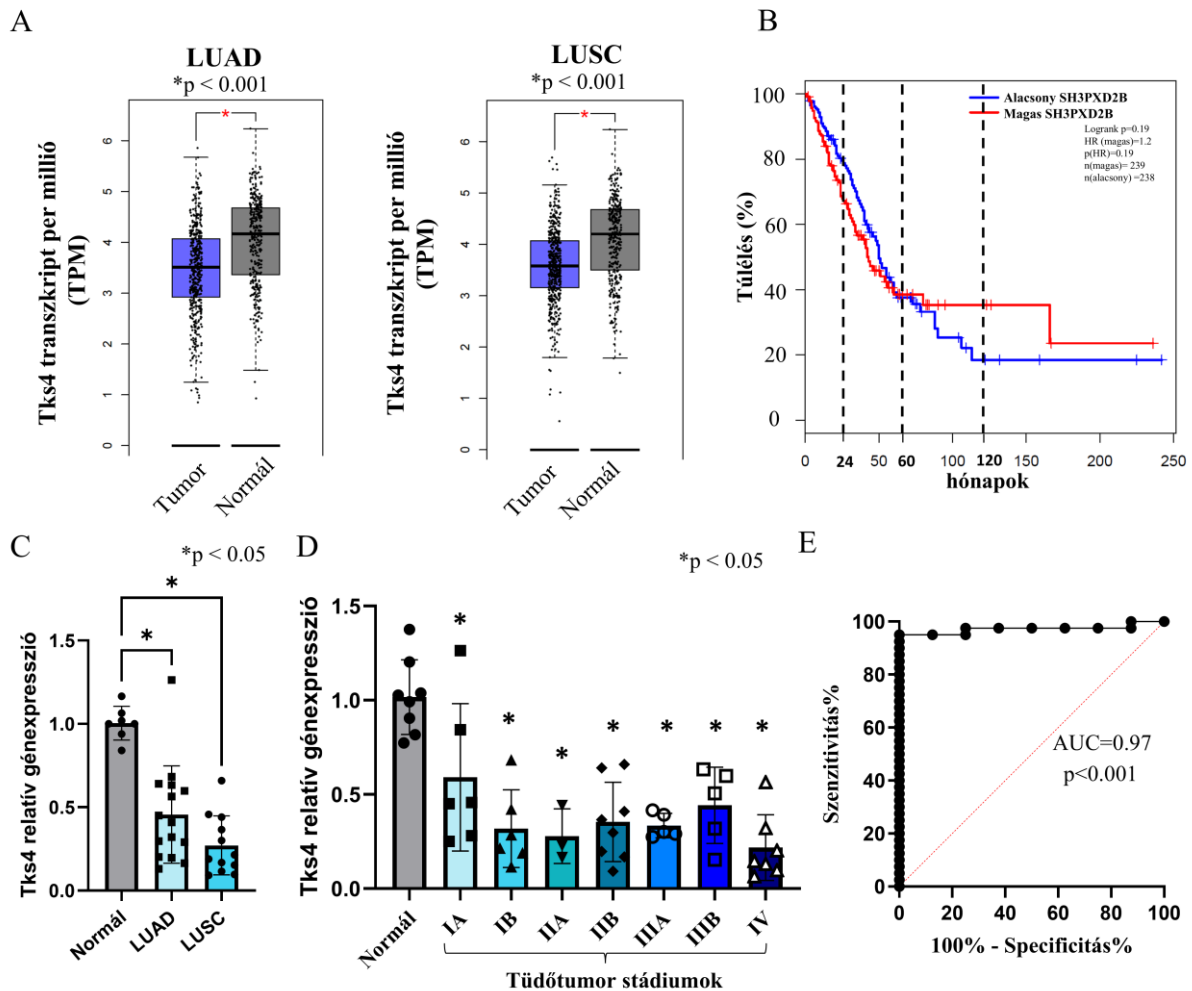 A
LUAD
*p < 0.001
*
Tks4 transzkript per millió
(TPM)
6
5
4
3
2
1
0
Tumor
Normál
LUSC
*p < 0.001
*
Tks4 transzkript per millió
(TPM)
6
5
4
3
2
1
0
Tumor
Normál
B
Túlélés (%)
100
80
60
40
20
0
Alacsony SH3PXD2B
Magas SH3PXD2B
Logrank p=0.19
HR (magas)=1.2
p(HR)=0.19
n(magas)= 239
n(alacsony) =238
0 24 50 60 100 120 150 200 250
hónapok
C
*p < 0.05
Tks4 relatív génexpresszió
1.5
1.0
0.5
0.0
*
*
Normál
LUAD
LUSC
D
*p < 0.05
Tks4 relatív génexpresszió
1.5
1.0
0.5
0.0
* * * * * * *
Normál
IA
IB
IIA
IIB
IIIA
IIIB
IV
Tüdőtumor stádiumok
E
Szenzitivitás%
100
80
60
40
20
0
AUC=0.97
p<0.001
0 20 40 60 80 100
100% - Specificitás%